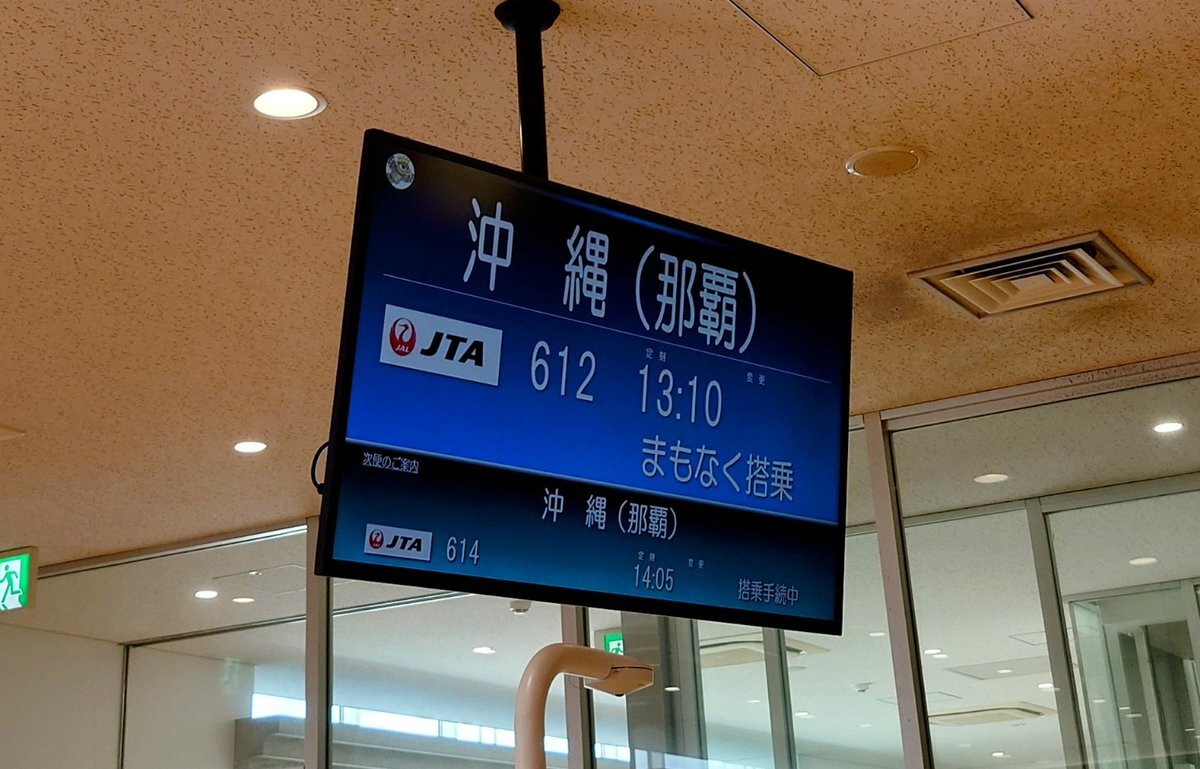 沖　縄（那覇）
定刻 変更
JAL JTA 612 13:10
まもなく搭乗
次便のご案内
沖　縄（那覇）
定刻 変更
JTA 614 14:05 搭乗手続中